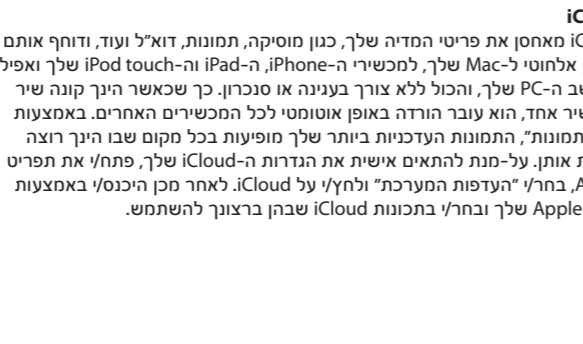 מאחסן את פריטי המדיה שלך, כגון מוסיקה, תמונות, דוא״ל ועוד, ודוחף אותם
אלחוטי ל-Mac שלך, למכשירי ה-iPhone, ה-iPad וה-iPod touch שלך
ה-PC שלך, והכול ללא צורך בעגינה או סנכרון. כך שכאשר הינך קונה שיר
אחד, הוא עובר הורדה באופן אוטומטי לכל המכשירים האחרים. באמצעות
תמונות״, התמונות העדכניות ביותר שלך מופיעות בכל מקום שבו הינך רוצה
אותן. על-מנת להתאים אישית את הגדרות ה-iCloud שלך, פתח/י את תפריט
בחר/י ״העדפות המערכת״ ולחץ/י על iCloud. לאחר מכן היכנס/י באמצעות
Apple שלך ובחר/י בתכונות iCloud שבהן ברצונך להשתמש.